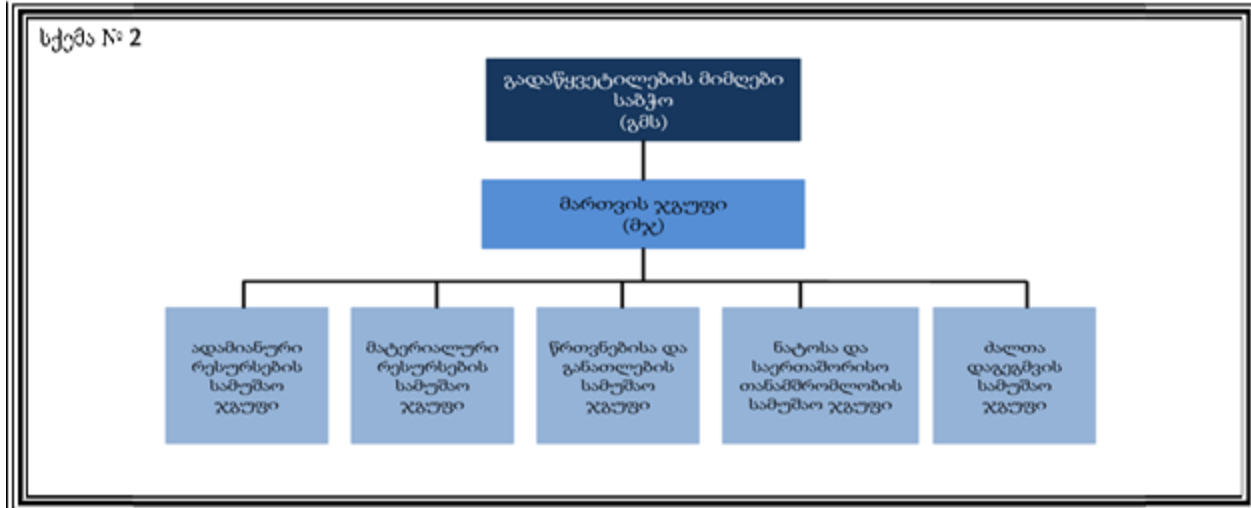 სქემა № 2
გადაწყვეტილების მიმღები
საბჭო
(გმს)
მართვის ჯგუფი
(მჯ)
ადამიანური
რესურსების
სამუშაო
ჯგუფი
მატერიალური
რესურსების
სამუშაო
ჯგუფი
წრთვნებისა და
განათლების
სამუშაო
ჯგუფი
ნატოსა და
საერთაშორისო
თანამშრომლობის
სამუშაო ჯგუფი
ძალთა
დაგეგმვის
სამუშაო
ჯგუფი